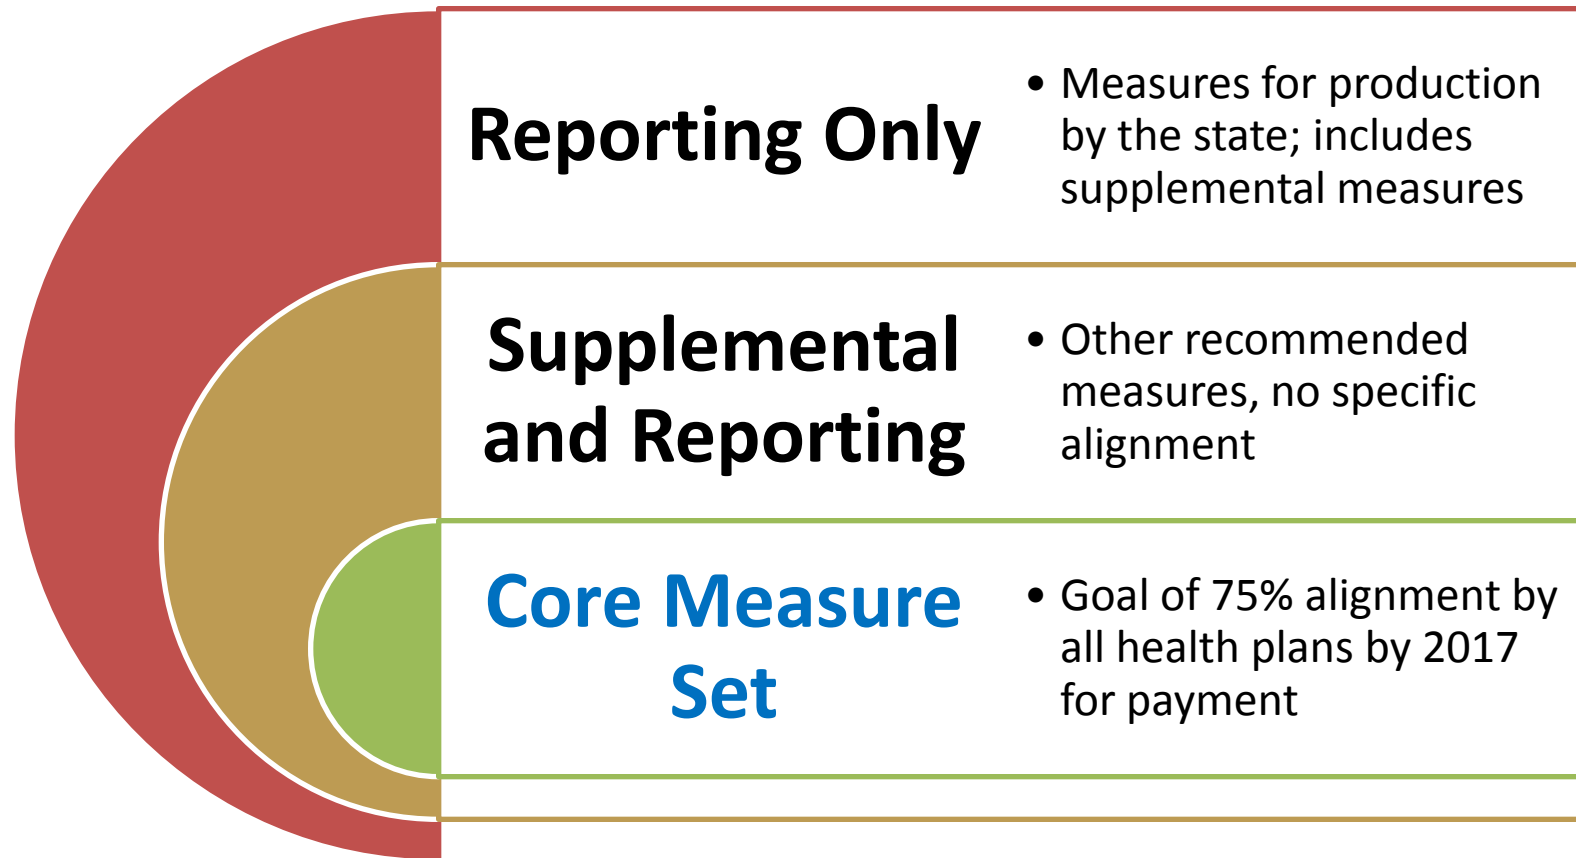 Reporting Only
• Measures for production
by the state; includes
supplemental measures
Supplemental
and Reporting
• Other recommended
measures, no specific
alignment
Core Measure
Set
• Goal of 75% alignment by
all health plans by 2017
for payment